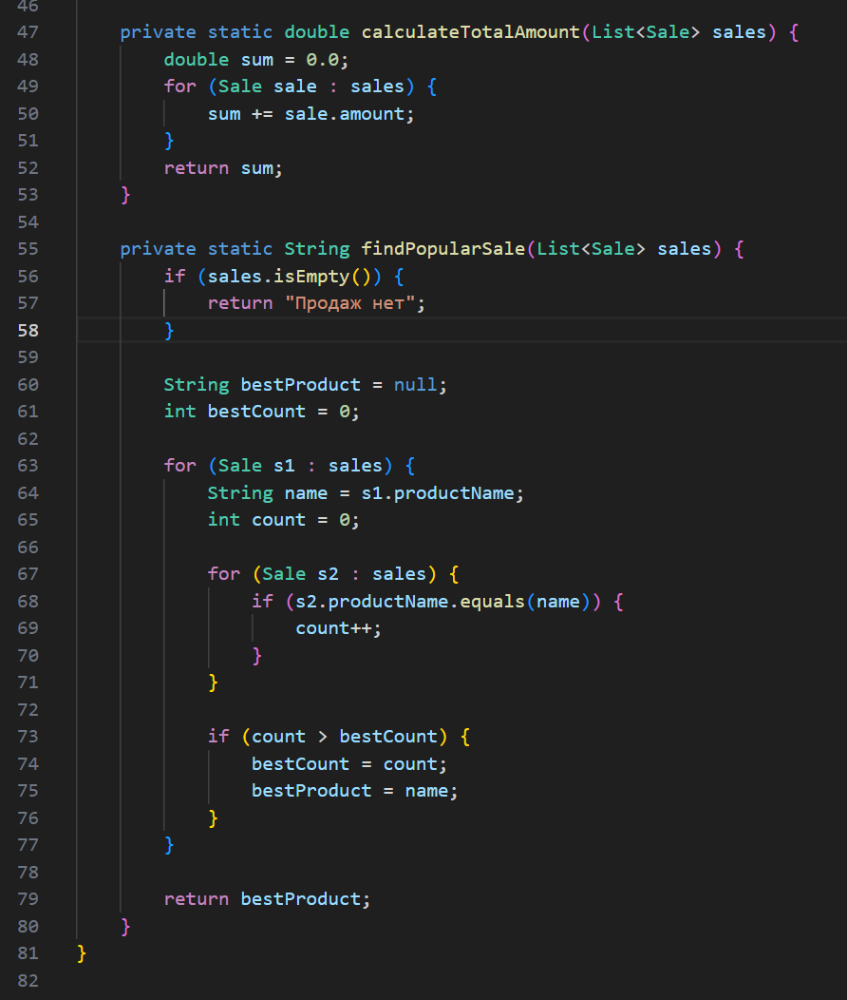 46
47 private static double calculateTotalAmount(List<Sale> sales) {
48 double sum = 0.0;
49 for (Sale sale : sales) {
50 sum += sale.amount;
51 }
52 return sum;
53 }
54
55 private static String findPopularSale(List<Sale> sales) {
56 if (sales.isEmpty()) {
57 return "Продаж нет";
58 }
59
60 String bestProduct = null;
61 int bestCount = 0;
62
63 for (Sale s1 : sales) {
64 String name = s1.productName;
65 int count = 0;
66
67 for (Sale s2 : sales) {
68 if (s2.productName.equals(name)) {
69 count++;
70 }
71 }
72
73 if (count > bestCount) {
74 bestCount = count;
75 bestProduct = name;
76 }
77 }
78
79 return bestProduct;
80 }
81 }
82